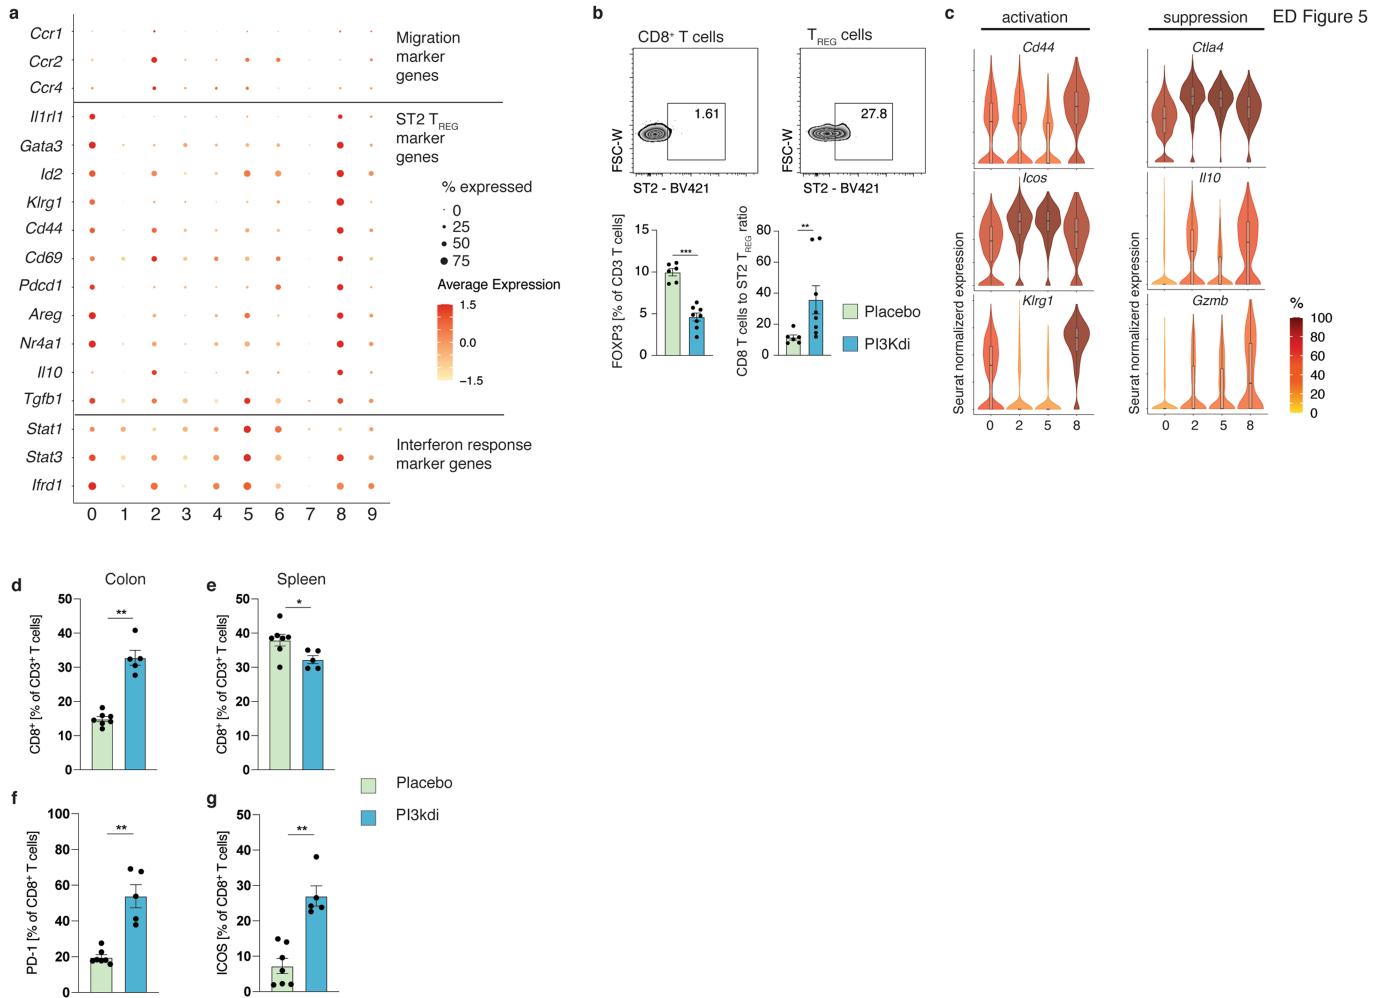 ED Figure 5
a
Ccr1
Ccr2
Ccr4
Il1rl1
Gata3
Id2
Klrg1
Cd44
Cd69
Pdcd1
Areg
Nr4a1
Il10
Tgfb1
Stat1
Stat3
Ifrd1
0 1 2 3 4 5 6 7 8 9
Migration
marker
genes
ST2 TREG
marker
genes
Interferon response
marker genes
% expressed
0
25
50
75
Average Expression
1.5
0.0
−1.5
b
CD8+ T cells
TREG cells
1.61
27.8
FSC-W
FSC-W
ST2 - BV421
ST2 - BV421
FOXP3 [% of CD3 T cells]
15
10
5
0
***
CD8 T cells to ST2 TREG ratio
80
60
40
20
0
**
Placebo
PI3Kdi
c
activation
suppression
Cd44
Ctla4
Icos
Il10
Klrg1
Gzmb
Seurat normalizerd expression
Seurat normalizerd expression
0 2 5 8
0 2 5 8
%
100
80
60
40
20
0
d
Colon
CD8+ [% of CD3+ T cells]
50
40
30
20
10
0
**
e
Spleen
CD8+ [% of CD3+ T cells]
50
40
30
20
10
0
*
Placebo
PI3kdi
f
PD-1 [% of CD8+ T cells]
100
80
60
40
20
0
**
g
ICOS [% of CD8+ T cells]
50
40
30
20
10
0
**